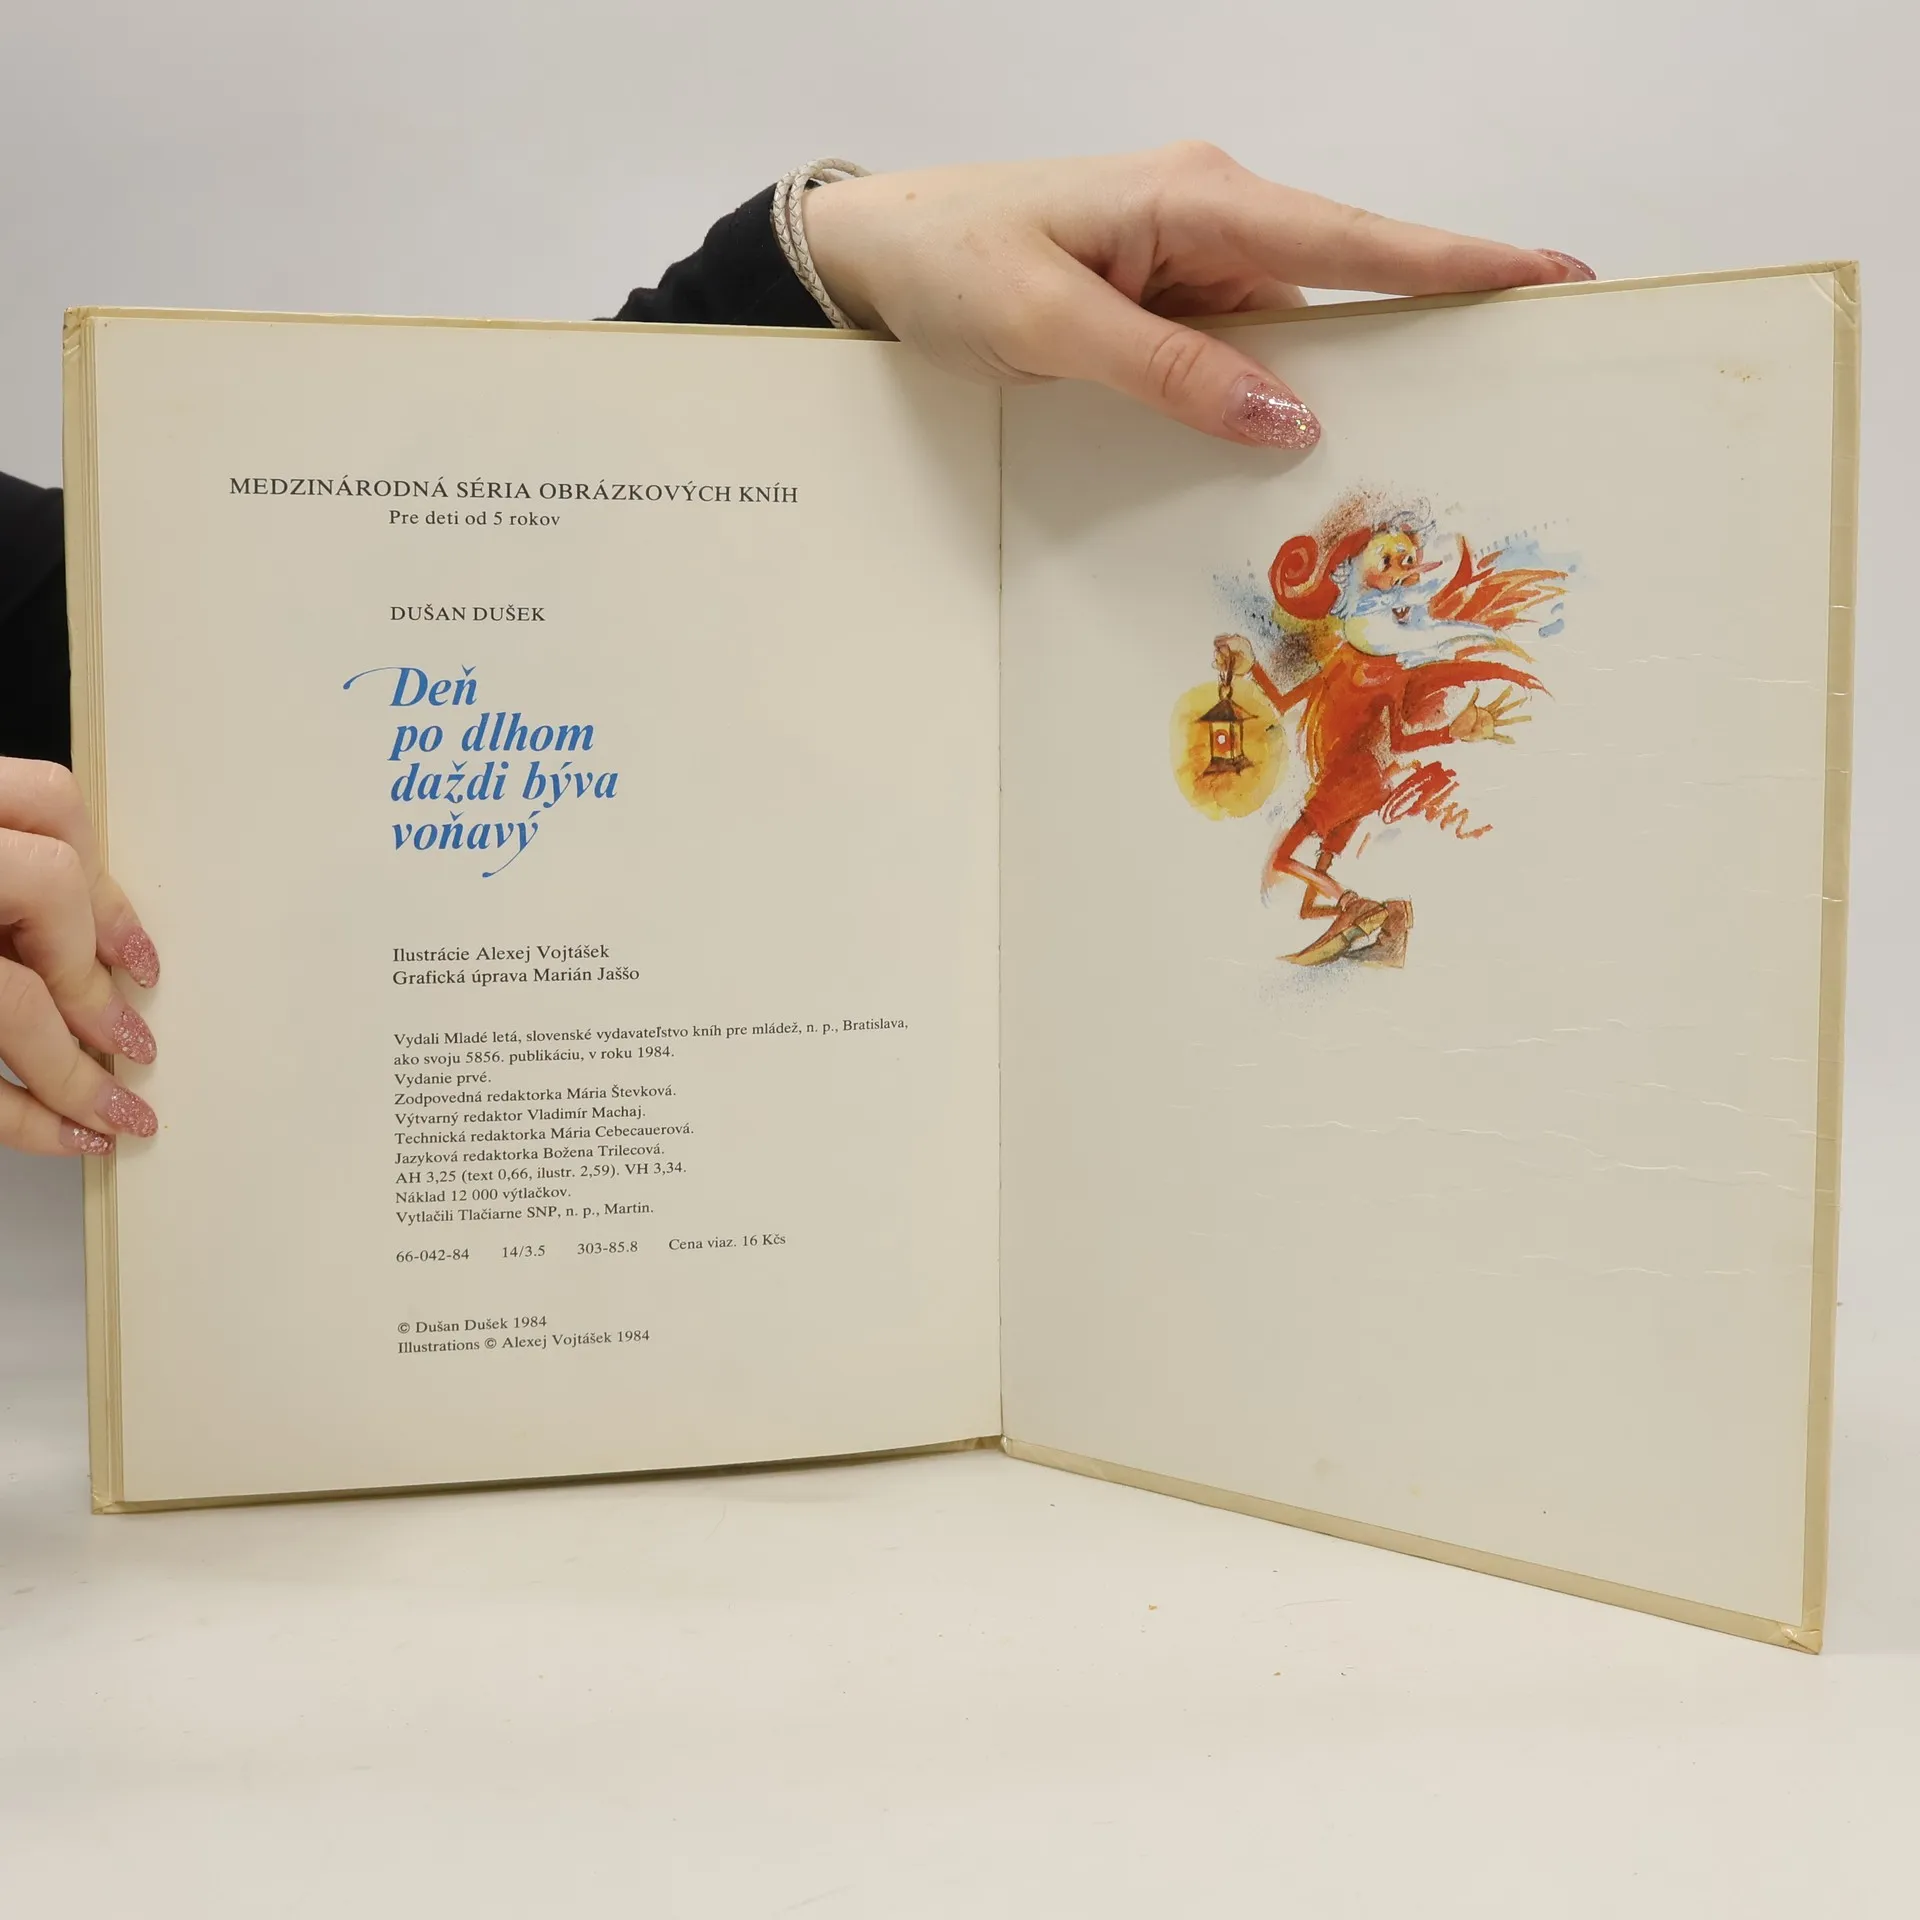 MEDZINÁRODNÁ SÉRIA OBRÁZKOVÝCH KNÍH
Pre deti od 5 rokov
DUŠAN DUŠEK
Deň
po dlhom
daždi býva
voňavý
Ilustrácie Alexej Vojtášek
Grafická úprava Marián Jaššo
Vydali Mladé letá, slovenské vydavateľstvo kníh pre mládež, n. p., Bratislava,
ako svoju 5856. publikáciu, v roku 1984.
Vydanie prvé.
Zodpovedná redaktorka Mária Števková.
Výtvarný redaktor Vladimír Machaj.
Technická redaktorka Mária Cebecauerová.
Jazyková redaktorka Božena Trilecová.
AH 3,25 (text 0,66, ilustr. 2,59). VH 3,34.
Náklad 12 000 výtlačkov.
Vytlačili Tlačiarne SNP, n. p., Martin.
66-042-84 14/3.5 303-85.8 Cena viaz. 16 Kčs
© Dušan Dušek 1984
Illustrations © Alexej Vojtášek 1984